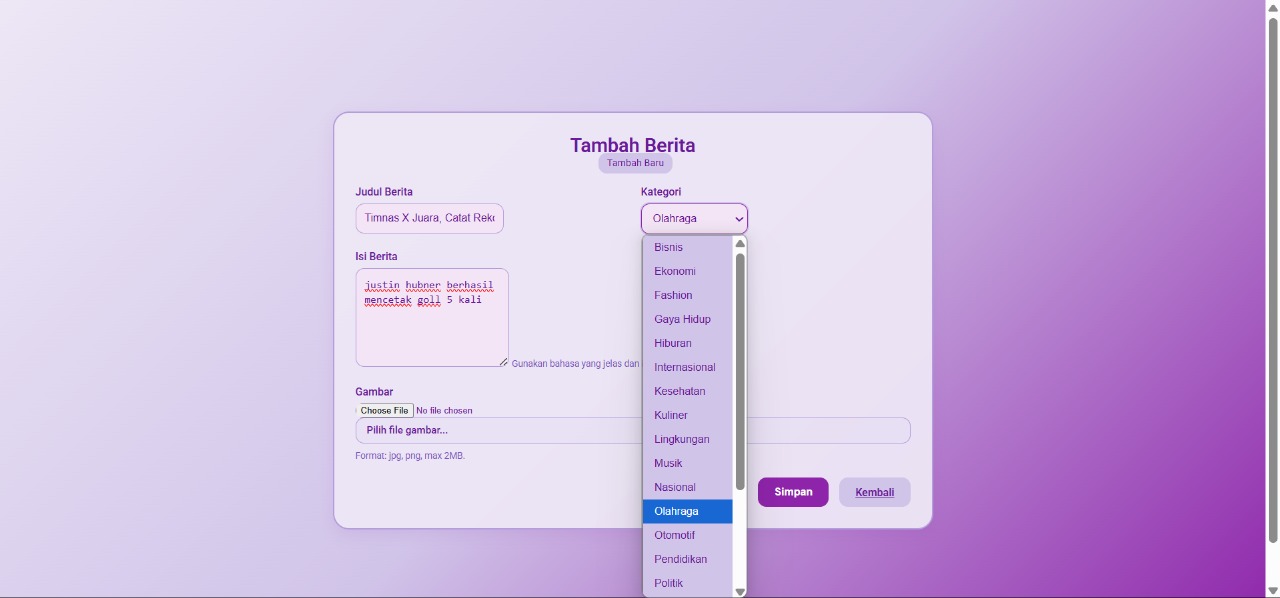 Tambah Berita
Tambah Baru
Judul Berita
Kategori
Timnas X Juara, Catat Rek
Olahraga
Isi Berita
justin hubner berhasil
mencetak goll 5 kali
Gunakan bahasa yang jelas dan
Gambar
Choose File No file chosen
Pilih file gambar...
Format: jpg, png, max 2MB.
Bisnis
Ekonomi
Fashion
Gaya Hidup
Hiburan
Internasional
Kesehatan
Kuliner
Lingkungan
Musik
Nasional
Olahraga
Otomotif
Pendidikan
Politik
Simpan
Kembali